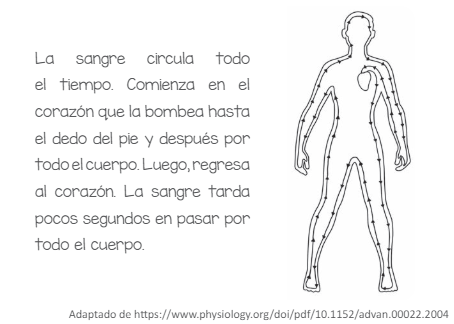 La sangre circula todo
el tiempo. Comienza en el
corazón que la bombea hasta
el dedo del pie y después por
todo el cuerpo. Luego, regresa
al corazón. La sangre tarda
pocos segundos en pasar por
todo el cuerpo.
Adaptado de https://www.physiology.org/doi/pdf/10.1152/advan.00022.2004